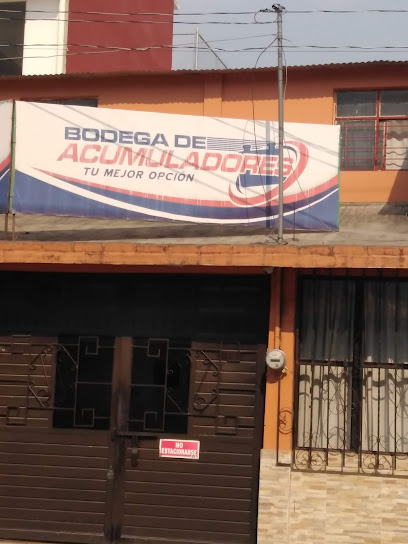 BODEGA DE
ACUMULADORES
TU MEJOR OPCIÓN
NO
ESTACIONARSE